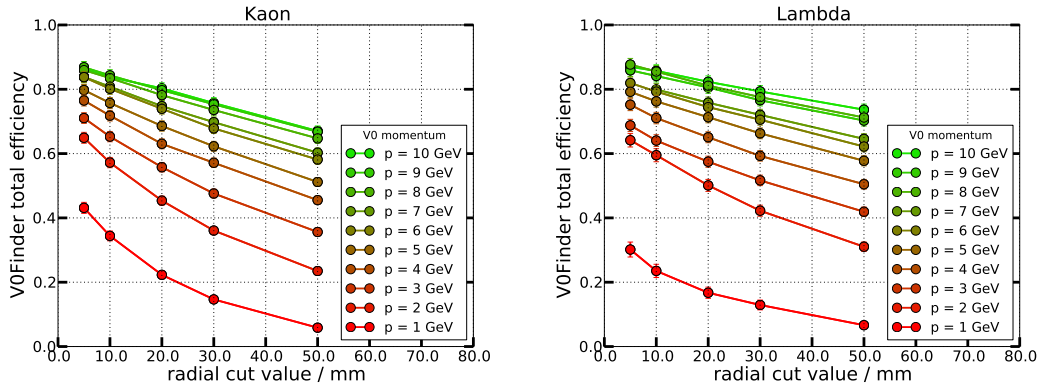 Kaon
V0Finder total efficiency
1.0
0.8
0.6
0.4
0.2
0.0
0.0 10.0 20.0 30.0 40.0 50.0 60.0 70.0 80.0
radial cut value / mm
V0 momentum
p = 10 GeV
p = 9 GeV
p = 8 GeV
p = 7 GeV
p = 6 GeV
p = 5 GeV
p = 4 GeV
p = 3 GeV
p = 2 GeV
p = 1 GeV
Lambda
V0Finder total efficiency
1.0
0.8
0.6
0.4
0.2
0.0
0.0 10.0 20.0 30.0 40.0 50.0 60.0 70.0 80.0
radial cut value / mm
V0 momentum
p = 10 GeV
p = 9 GeV
p = 8 GeV
p = 7 GeV
p = 6 GeV
p = 5 GeV
p = 4 GeV
p = 3 GeV
p = 2 GeV
p = 1 GeV